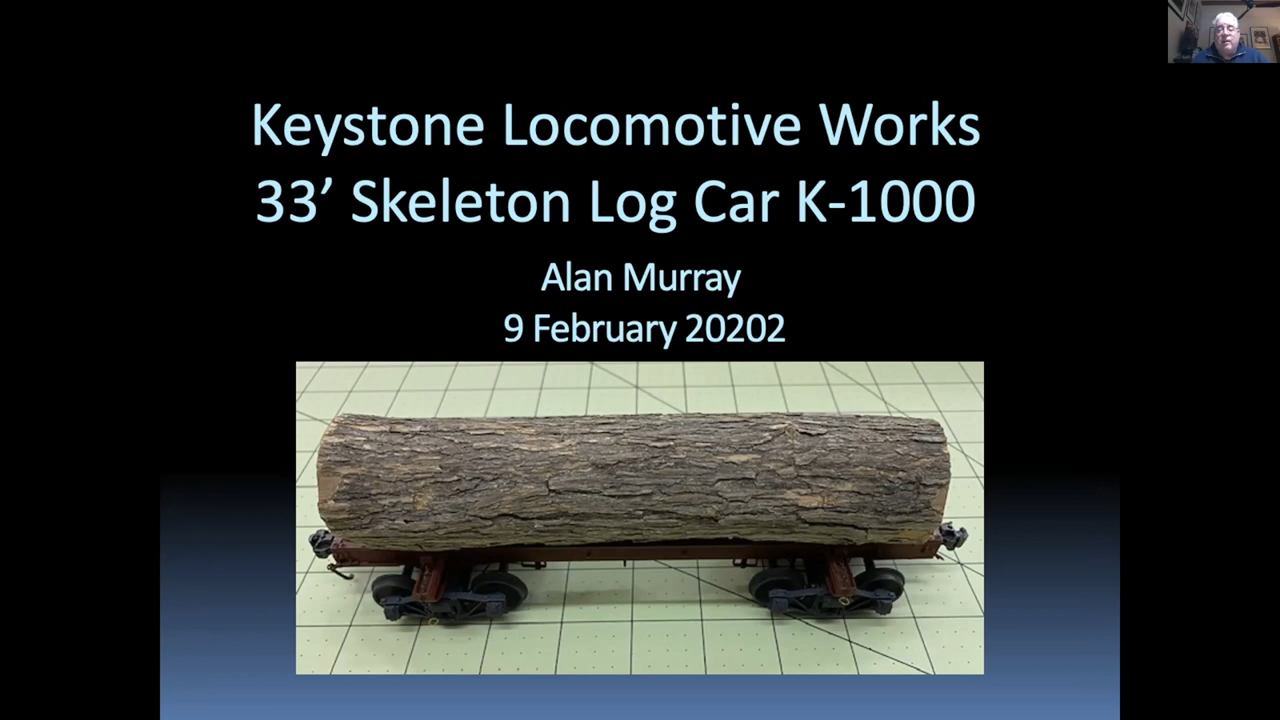 Keystone Locomotive Works
33’ Skeleton Log Car K-1000
Alan Murray
9 February 20202